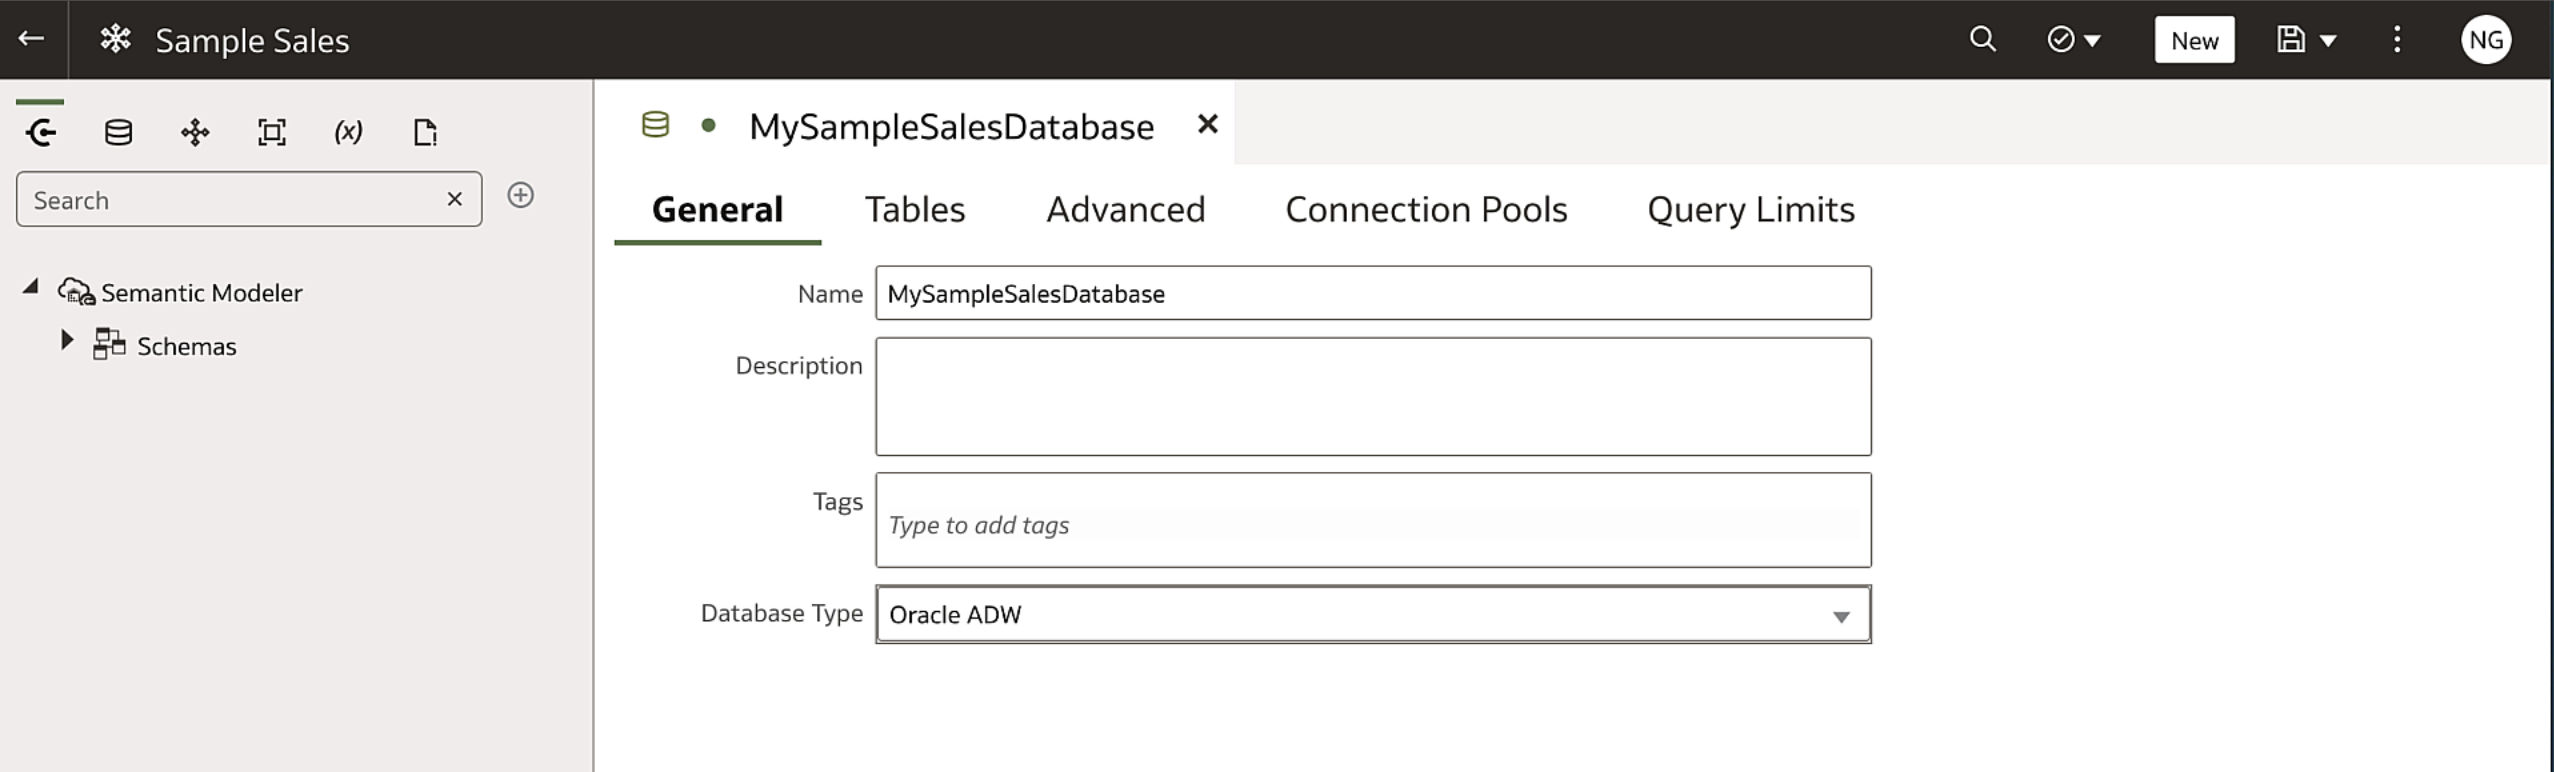 Sample Sales
New
NG
(x)
Search
Semantic Modeler
Schemas
MySampleSalesDatabase
General Tables Advanced Connection Pools Query Limits
Name MySampleSalesDatabase
Description
Tags
Type to add tags
Database Type Oracle ADW